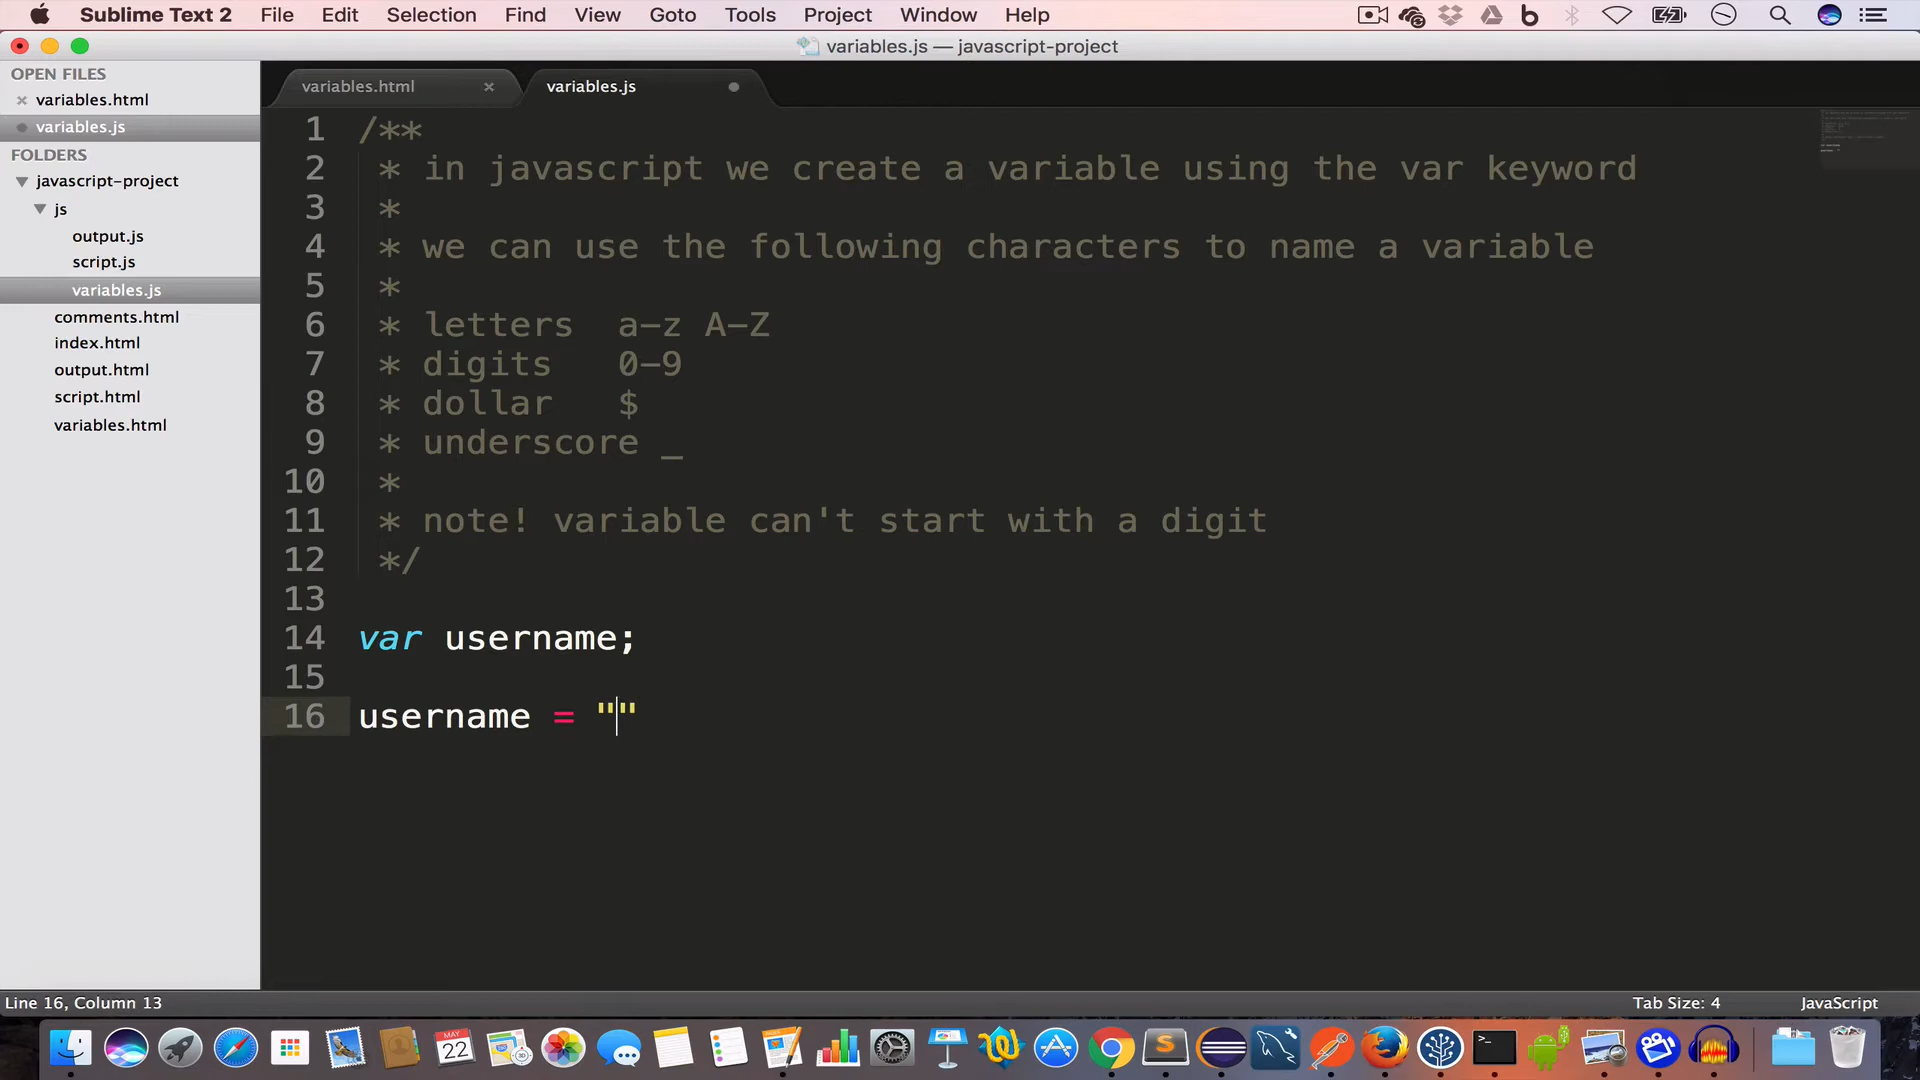 Sublime Text 2 File Edit Selection Find View Goto Tools Project Window Help
variables.js — javascript-project
OPEN FILES
variables.html
variables.js
FOLDERS
javascript-project
js
output.js
script.js
variables.js
comments.html
index.html
output.html
script.html
variables.html
variables.html variables.js
1 /**
2 * in javascript we create a variable using the var keyword
3 *
4 * we can use the following characters to name a variable
5 *
6 * letters a-z A-Z
7 * digits 0-9
8 * dollar $
9 * underscore _
10 *
11 * note! variable can't start with a digit
12 */
13
14 var username;
15
16 username = ""
Line 16, Column 13 Tab Size: 4 JavaScript
MAY
22